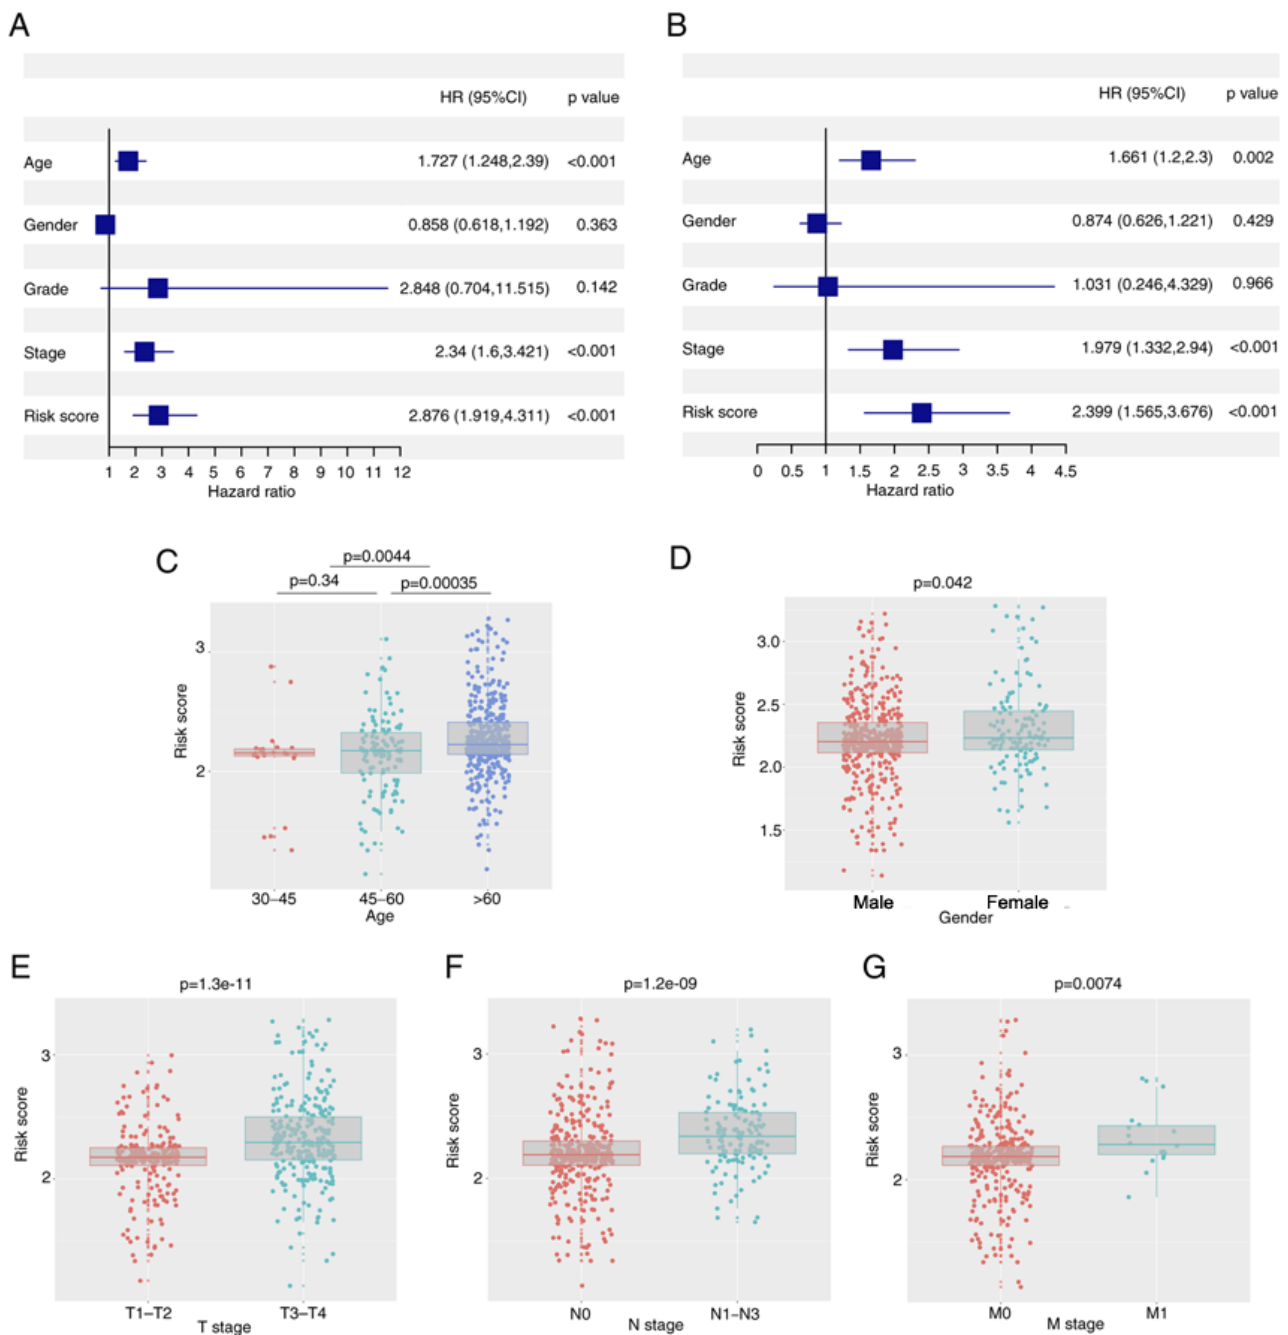 A
HR (95%CI) p value
Age 1.727 (1.248,2.39) <0.001
Gender 0.858 (0.618,1.192) 0.363
Grade 2.848 (0.704,11.515) 0.142
Stage 2.34 (1.6,3.421) <0.001
Risk score 2.876 (1.919,4.311) <0.001
1 2 3 4 5 6 7 8 9 10 11 12
Hazard ratio
B
HR (95%CI) p value
Age 1.661 (1.2,2.3) 0.002
Gender 0.874 (0.626,1.221) 0.429
Grade 1.031 (0.246,4.329) 0.966
Stage 1.979 (1.332,2.94) <0.001
Risk score 2.399 (1.565,3.676) <0.001
0 0.5 1 1.5 2 2.5 3 3.5 4 4.5
Hazard ratio
C
p=0.0044
p=0.34 p=0.00035
Risk score
3
2
30–45 45–60 >60
Age
D
p=0.042
Risk score
3.0
2.5
2.0
1.5
Male Female
Gender
E
p=1.3e-11
Risk score
3
2
T1–T2 T3–T4
T stage
F
p=1.2e-09
Risk score
3
2
N0 N1–N3
N stage
G
p=0.0074
Risk score
3
2
M0 M1
M stage